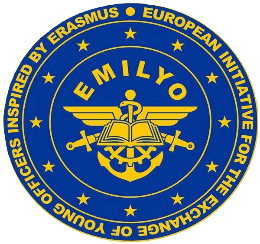 EUROPEAN INITIATIVE FOR THE EXCHANGE OF YOUNG OFFICERS INSPIRED BY ERASMUS
EMILYO